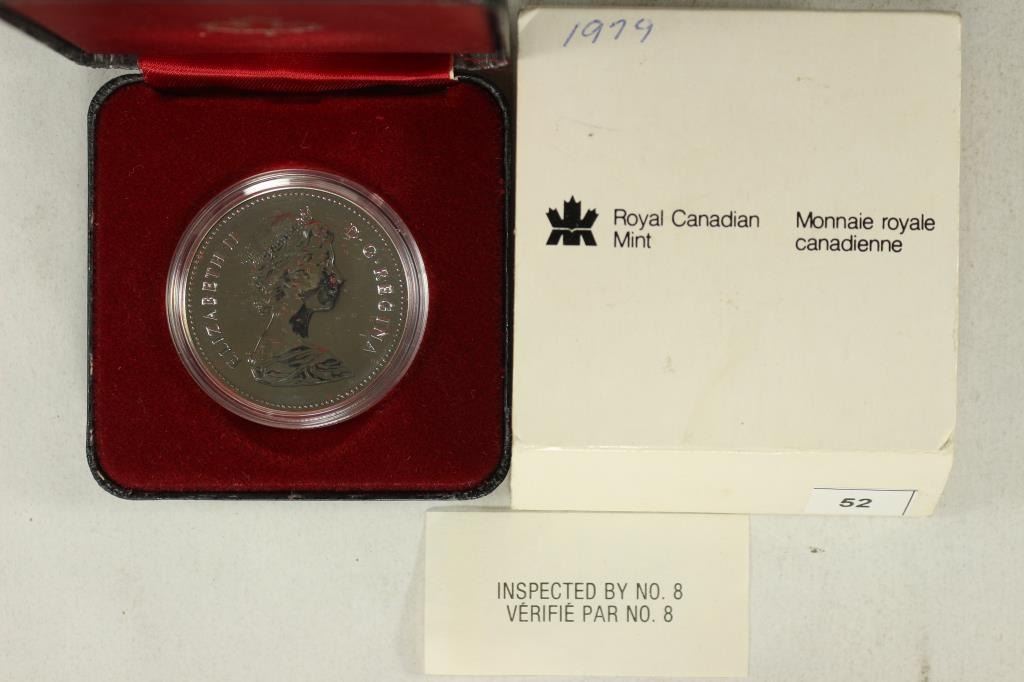 ELIZABETH II D·G·REGINA
1979
Royal Canadian
Mint
Monnaie royale
canadienne
52
INSPECTED BY NO. 8
VÉRIFIÉ PAR NO. 8